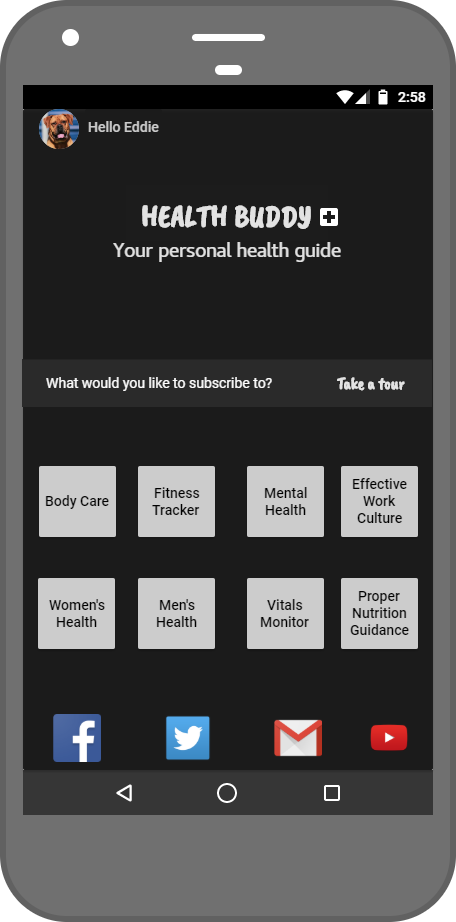 2:58
Hello Eddie
HEALTH BUDDY
Your personal health guide
What would you like to subscribe to?
Take a tour
Body Care
Fitness
Tracker
Mental
Health
Effective
Work
Culture
Women's
Health
Men's
Health
Vitals
Monitor
Proper
Nutrition
Guidance